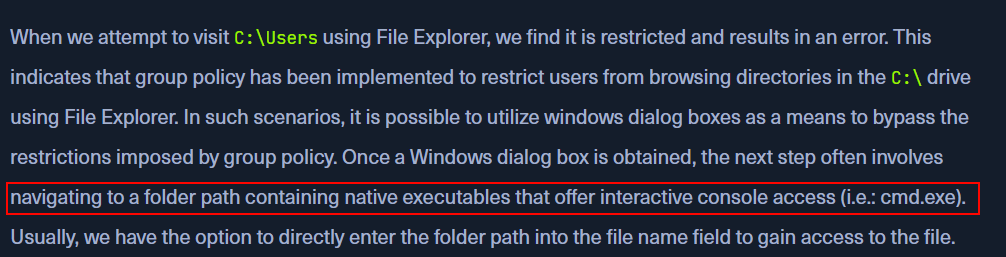 When we attempt to visit C:\Users using File Explorer, we find it is restricted and results in an error. This
indicates that group policy has been implemented to restrict users from browsing directories in the C:\ drive
using File Explorer. In such scenarios, it is possible to utilize windows dialog boxes as a means to bypass the
restrictions imposed by group policy. Once a Windows dialog box is obtained, the next step often involves
navigating to a folder path containing native executables that offer interactive console access (i.e.: cmd.exe).
Usually, we have the option to directly enter the folder path into the file name field to gain access to the file.